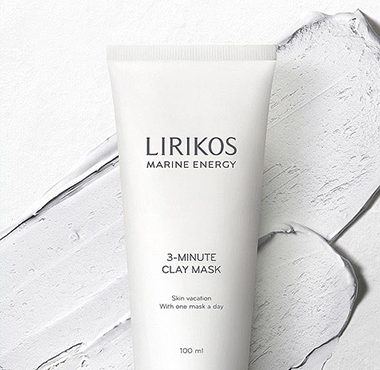 LIRIKOS
MARINE ENERGY
3-MINUTE
CLAY MASK
Skin vacation
With one mask a day
100 ml